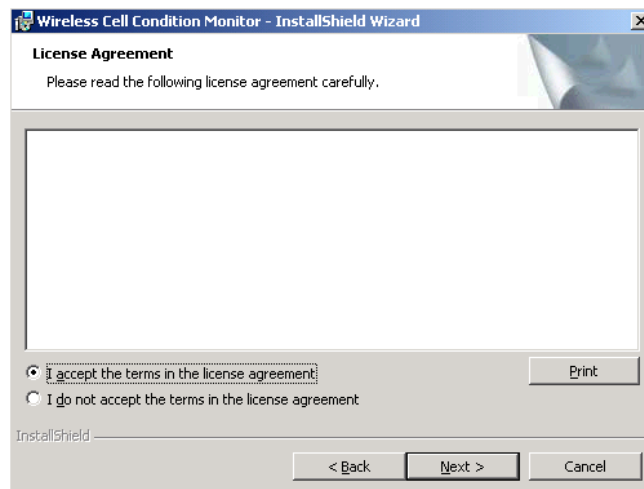 Wireless Cell Condition Monitor - InstallShield Wizard
License Agreement
Please read the following license agreement carefully.
I accept the terms in the license agreement
Print
I do not accept the terms in the license agreement
InstallShield
< Back Next > Cancel